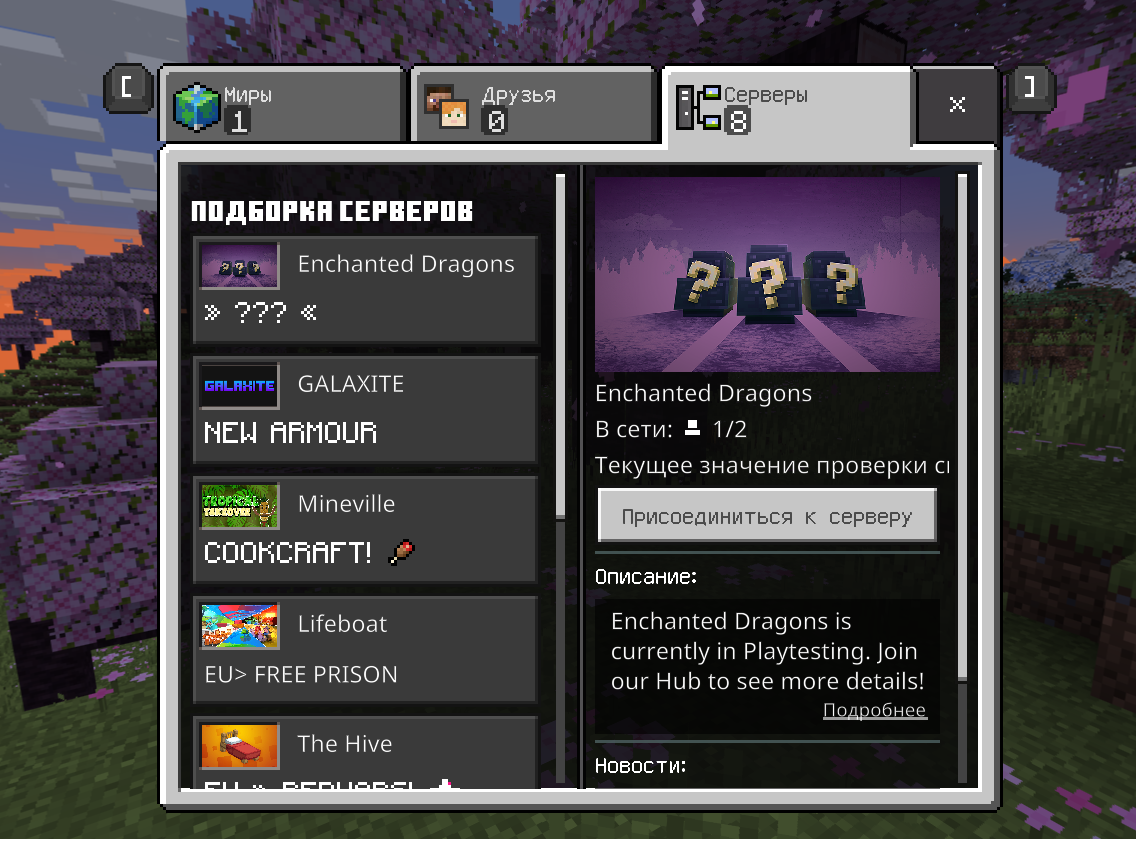 [
Миры
1
Друзья
0
Серверы
8
×
]
ПОДБОРКА СЕРВЕРОВ
Enchanted Dragons
» ??? «
GALAXITE
GALAXITE
NEW ARMOUR
TROPICAL
TAKEOVER
Mineville
COOKCRAFT!
Lifeboat
EU> FREE PRISON
The Hive
? ? ?
Enchanted Dragons
В сети: 1/2
Текущее значение проверки
Присоединиться к серверу
Описание:
Enchanted Dragons is
currently in Playtesting. Join
our Hub to see more details!
Подробнее
Новости: